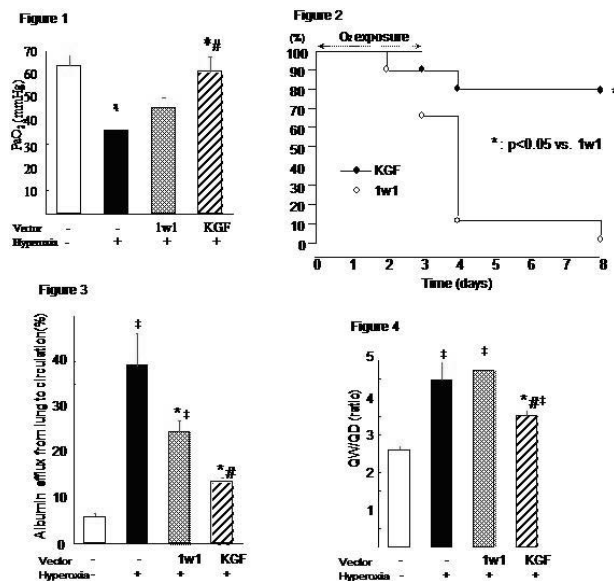 Figure 1
PaO2 (mmHg)
70
60
50
40
30
20
10
*
*#
Vector - - 1w1 KGF
Hyperoxia - + + +
Figure 2
(%)
O2 exposure
100
90
80
70
60
50
40
30
20
10
0
KGF
1w1
*: p<0.05 vs. 1w1
*
0 1 2 3 4 5 6 7 8
Time (days)
Figure 3
Albumin efflux from lung to circulation(%)
40
30
20
10
0
‡
*‡
*#
Vector - - 1w1 KGF
Hyperoxia - + + +
Figure 4
QW/QD (ratio)
5
4
3
2
1
‡
‡
*#‡
Vector - - 1w1 KGF
Hyperoxia - + + +